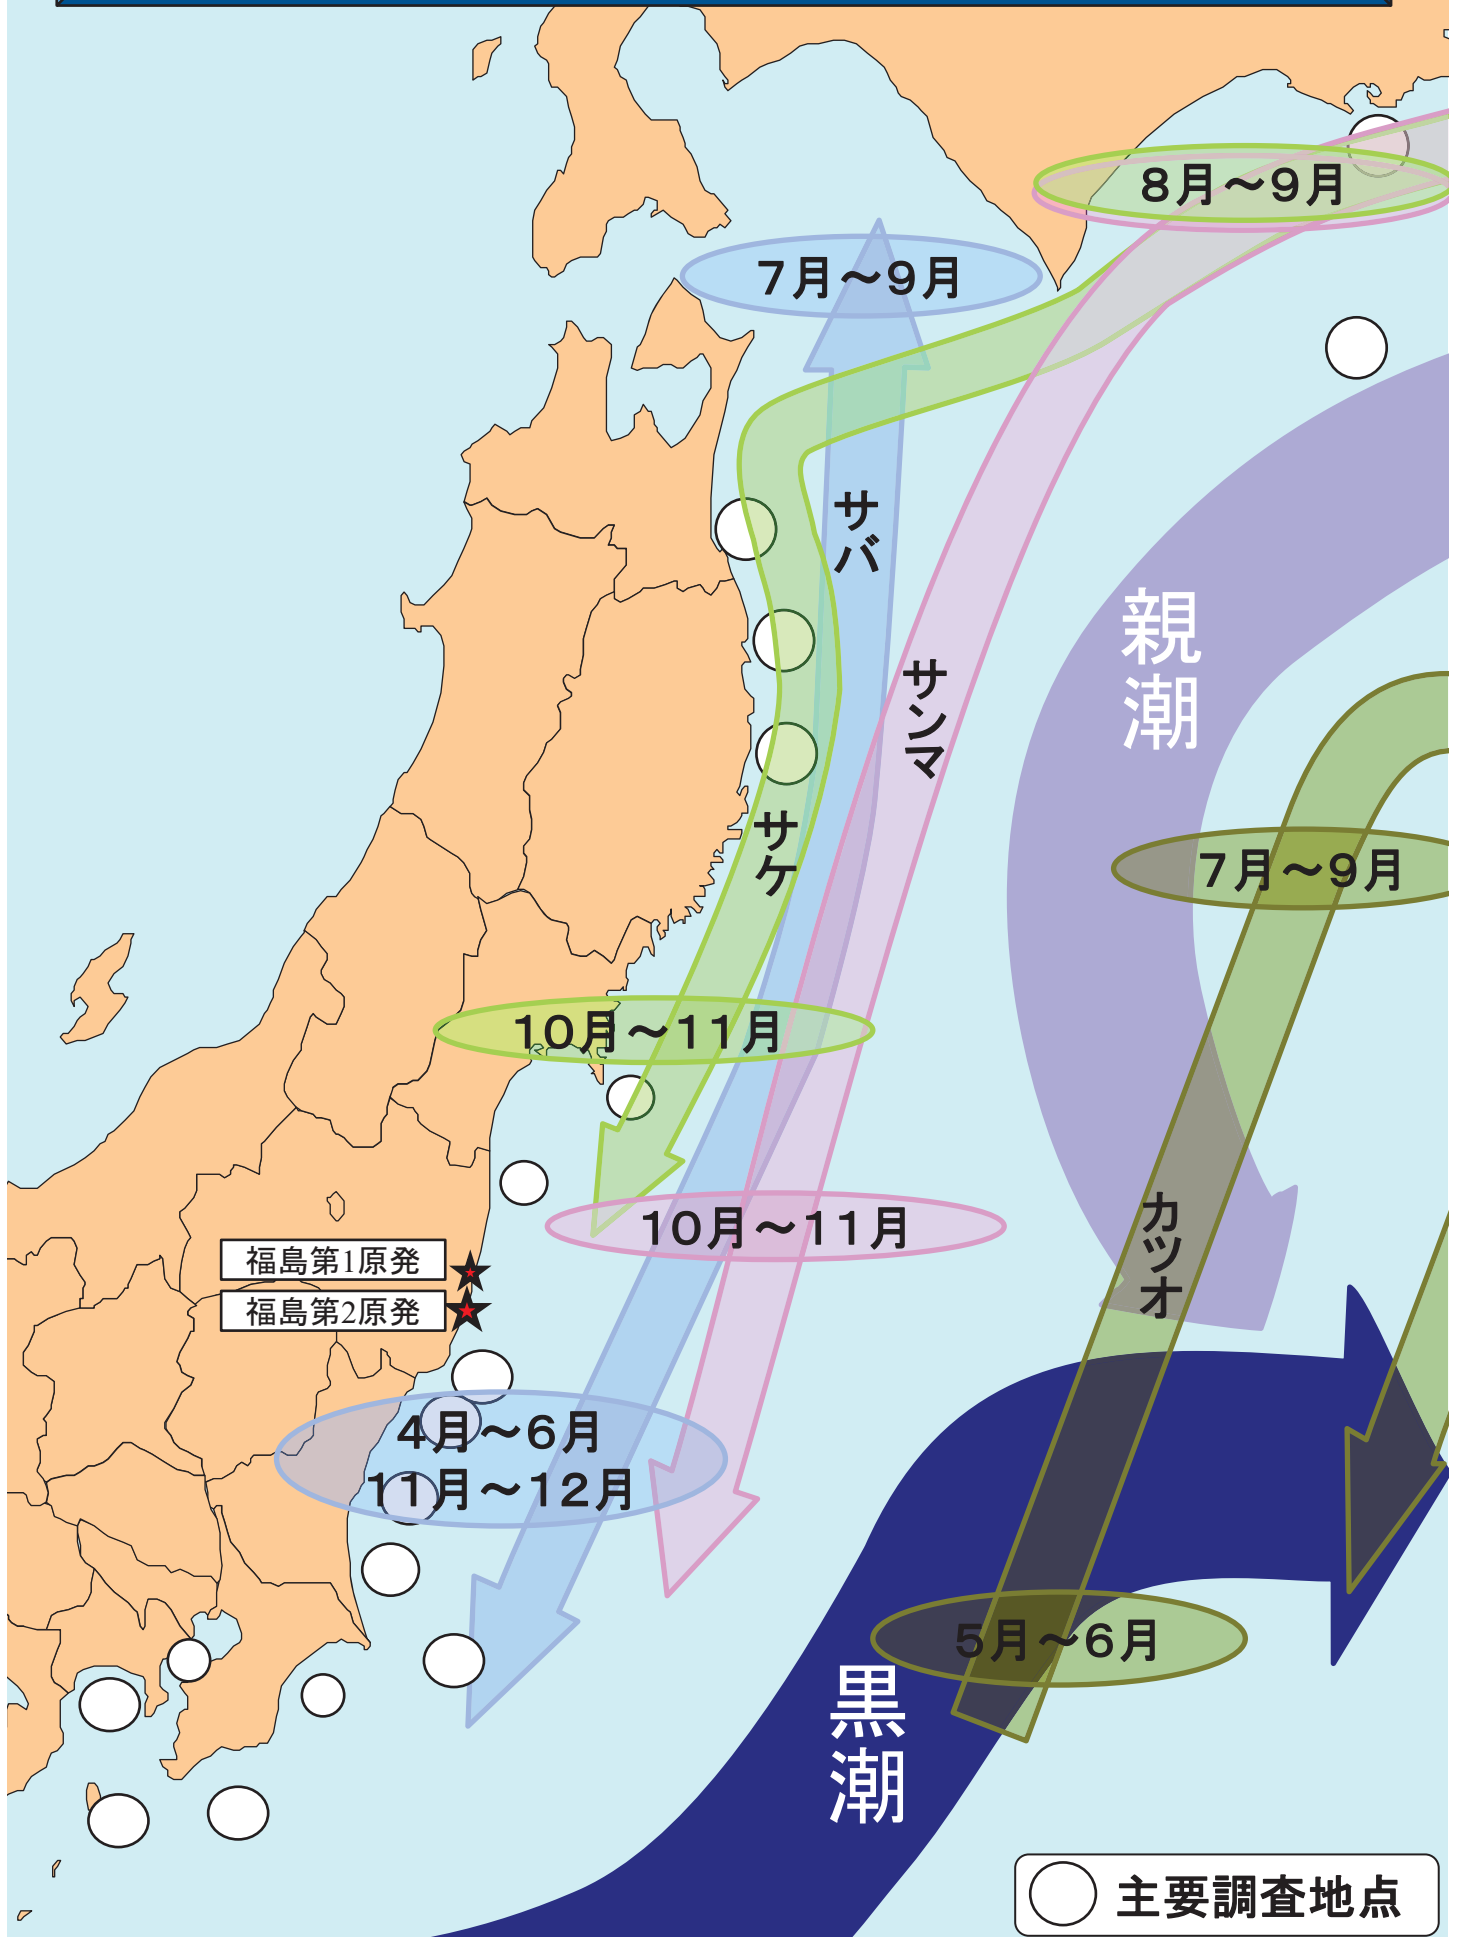 8月～9月
7月～9月
サバ
親潮
サンマ
サケ
7月～9月
10月～11月
カツオ
10月～11月
福島第1原発
福島第2原発
4月～6月
11月～12月
5月～6月
黒潮
主要調査地点